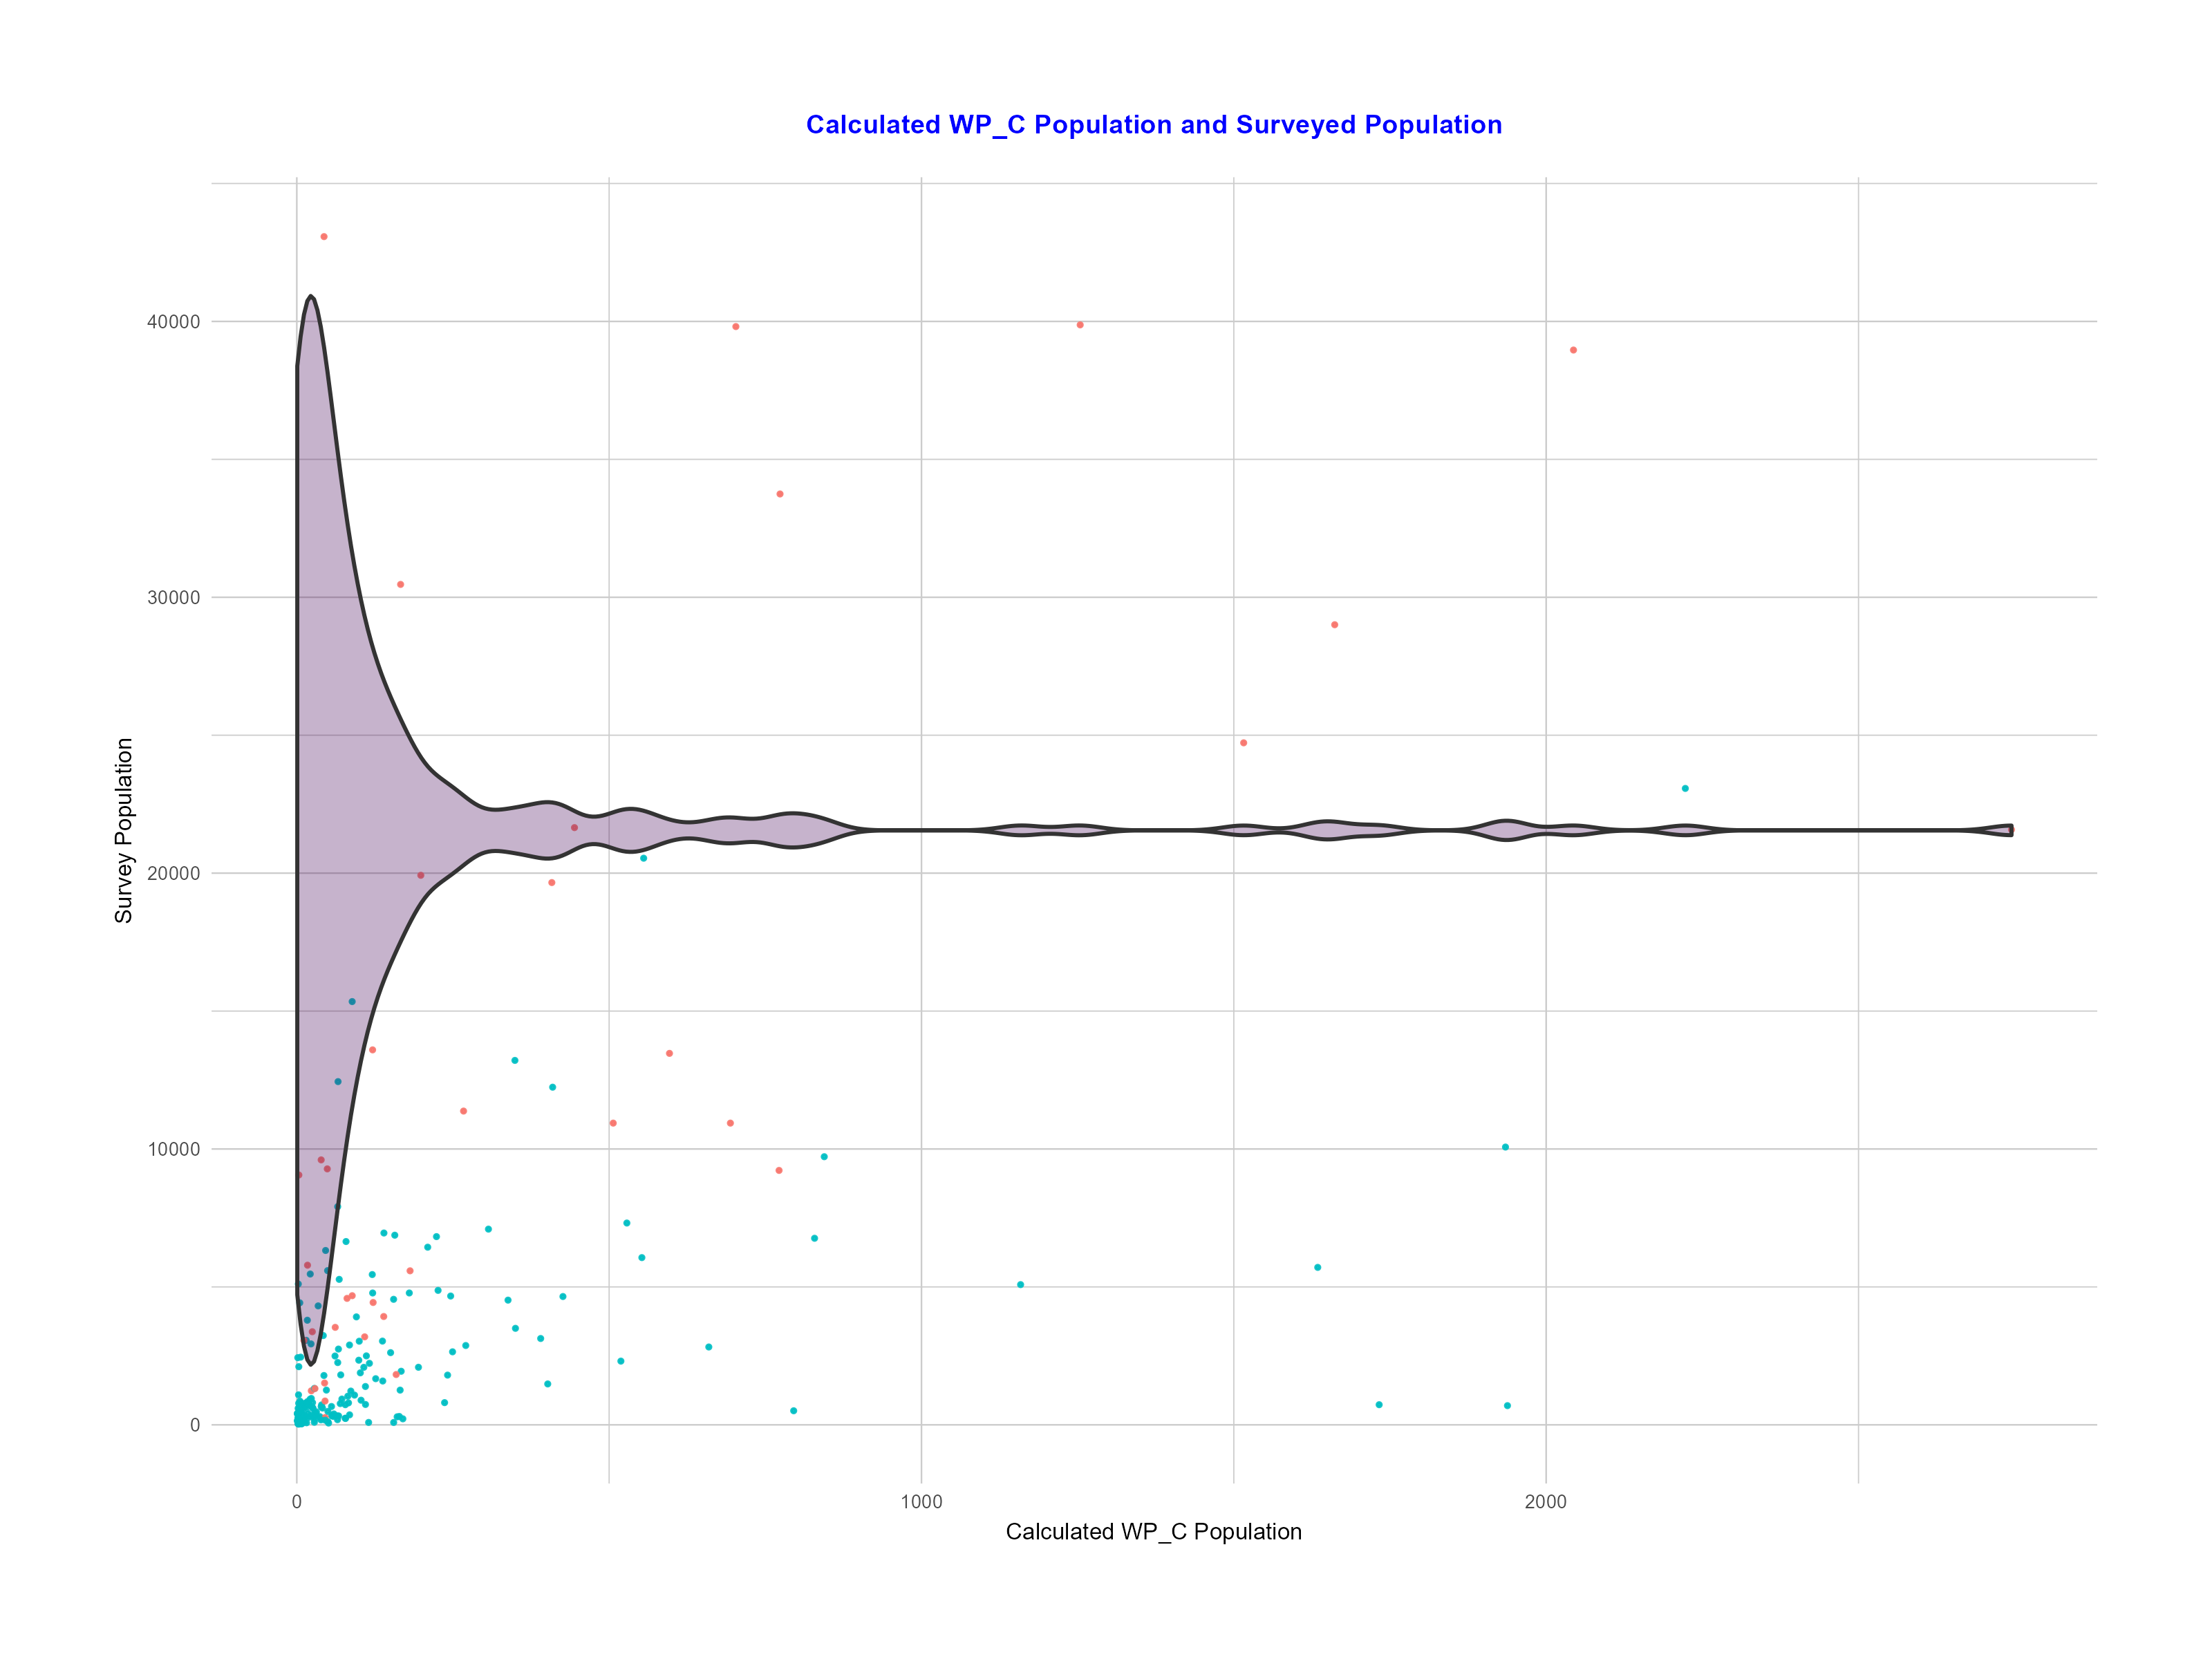 Calculated WP_C Population and Surveyed Population
40000
30000
20000
10000
0
Survey Population
0 1000 2000
Calculated WP_C Population